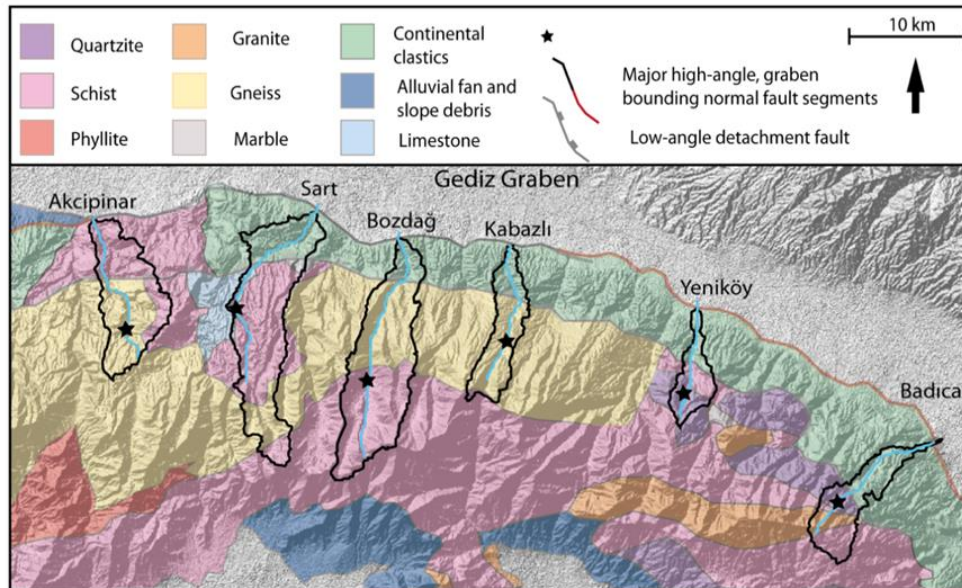 Quartzite
Schist
Phyllite
Granite
Gneiss
Marble
Continental
clastics
Alluvial fan and
slope debris
Limestone
Major high-angle, graben
bounding normal fault segments
Low-angle detachment fault
10 km
Gediz Graben
Akcipinar
Sart
Bozdağ
Kabazlı
Yeniköy
Badıca